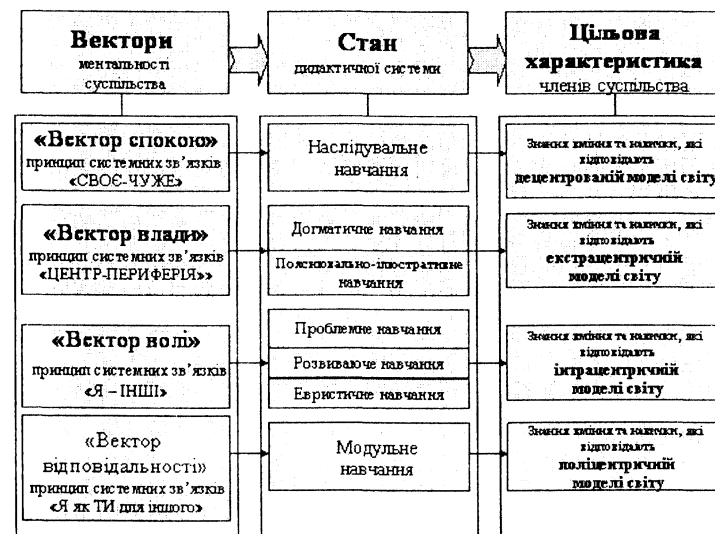 Вектори
ментальності
суспільства
Стан
дидактичної системи
Цільова
характеристика
членів суспільства
«Вектор спокою»
принцип системних зв’язків
«СВОЄ-ЧУЖЕ»
Наслідувальне
навчання
Знання вміння та навички, які
відповідають
децентрованій моделі світу
«Вектор влади»
принцип системних зв’язків
«ЦЕНТР-ПЕРИФЕРІЯ»»
Догматичне навчання
Пояснювально-ілюстративне
навчання
Знання вміння та навички, які
відповідають
екстрацентричній
моделі світу
«Вектор волі»
принцип системних зв’язків
«Я – ІНШІ»
Проблемне навчання
Розвиваюче навчання
Евристичне навчання
Знання вміння та навички, які
відповідають
інтрацентричній
моделі світу
«Вектор
відповідальності»
принцип системних зв’язків
«Я як ТИ для іншого»
Модульне
навчання
Знання вміння та навички, які
відповідають
поліцентричній
моделі світу